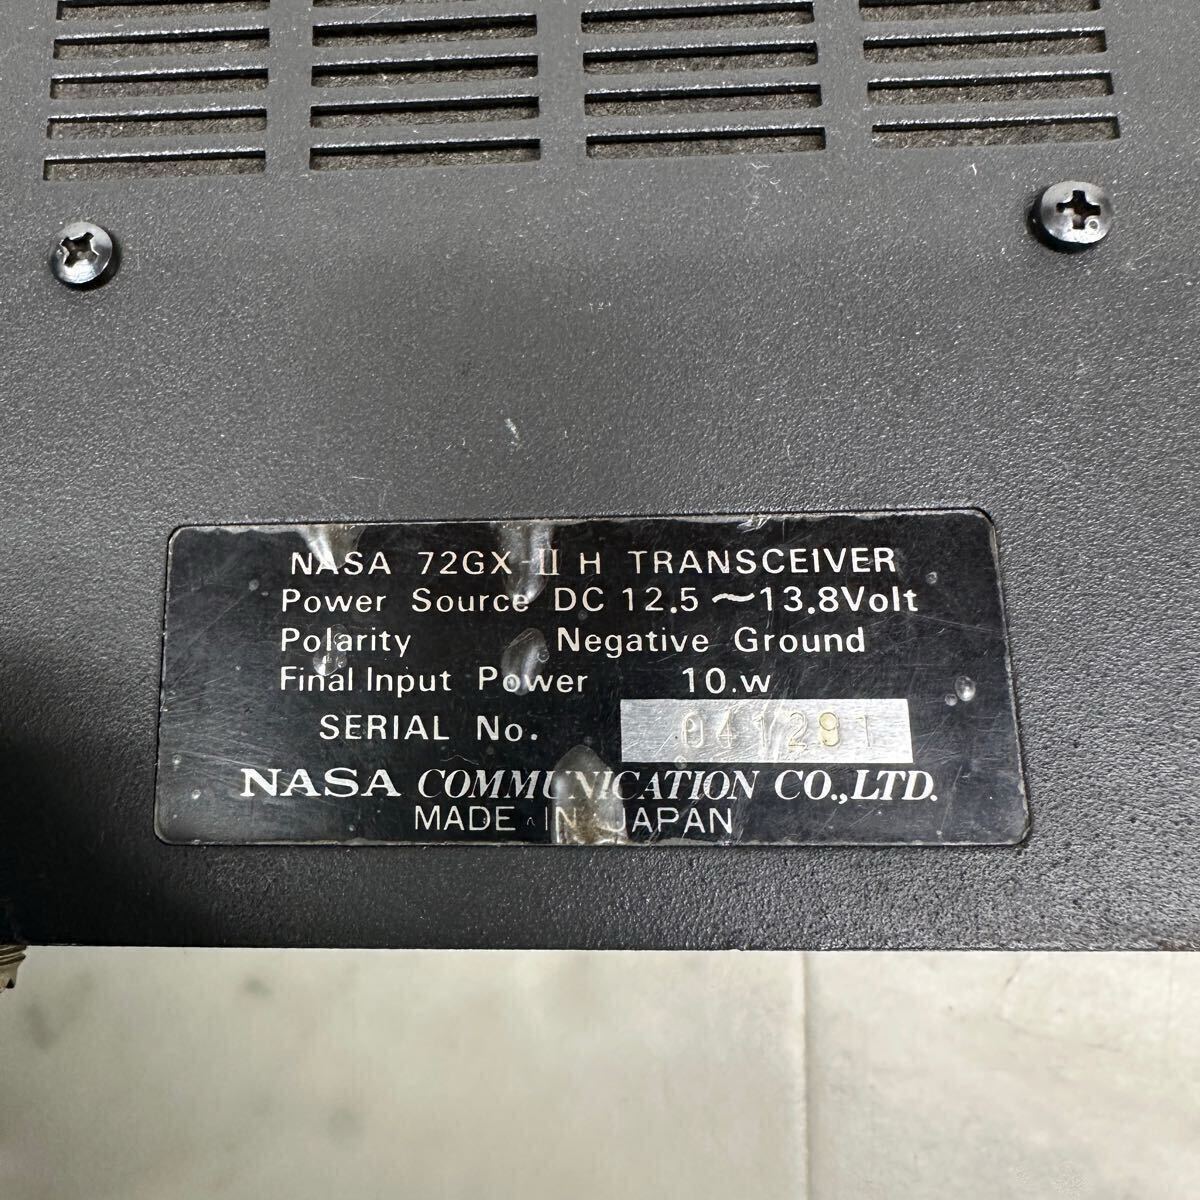 NASA 72GX-II H TRANSCEIVER
Power Source DC 12.5〜13.8Volt
Polarity Negative Ground
Final Input Power 10.w
SERIAL No. 041291
NASA COMMUNICATION CO.,LTD.
MADE IN JAPAN